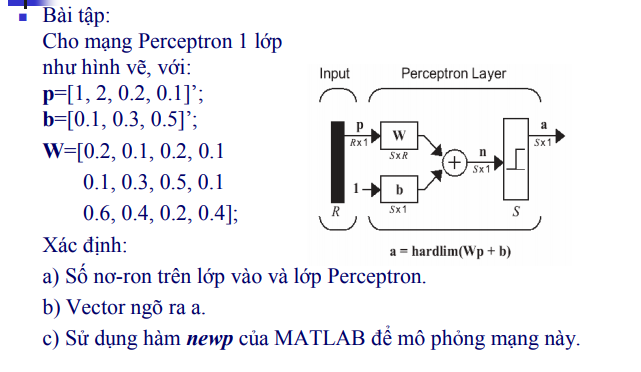 Bài tập:
Cho mạng Perceptron 1 lớp
như hình vẽ, với:
p=[1, 2, 0.2, 0.1]’;
b=[0.1, 0.3, 0.5]’;
W=[0.2, 0.1, 0.2, 0.1
0.1, 0.3, 0.5, 0.1
0.6, 0.4, 0.2, 0.4];
Input Perceptron Layer
p
Rx1
W
SxR
1
b
Sx1
n
Sx1
a
Sx1
R
S
a = hardlim(Wp + b)
Xác định:
a) Số nơ-ron trên lớp vào và lớp Perceptron.
b) Vector ngõ ra a.
c) Sử dụng hàm newp của MATLAB để mô phỏng mạng này.